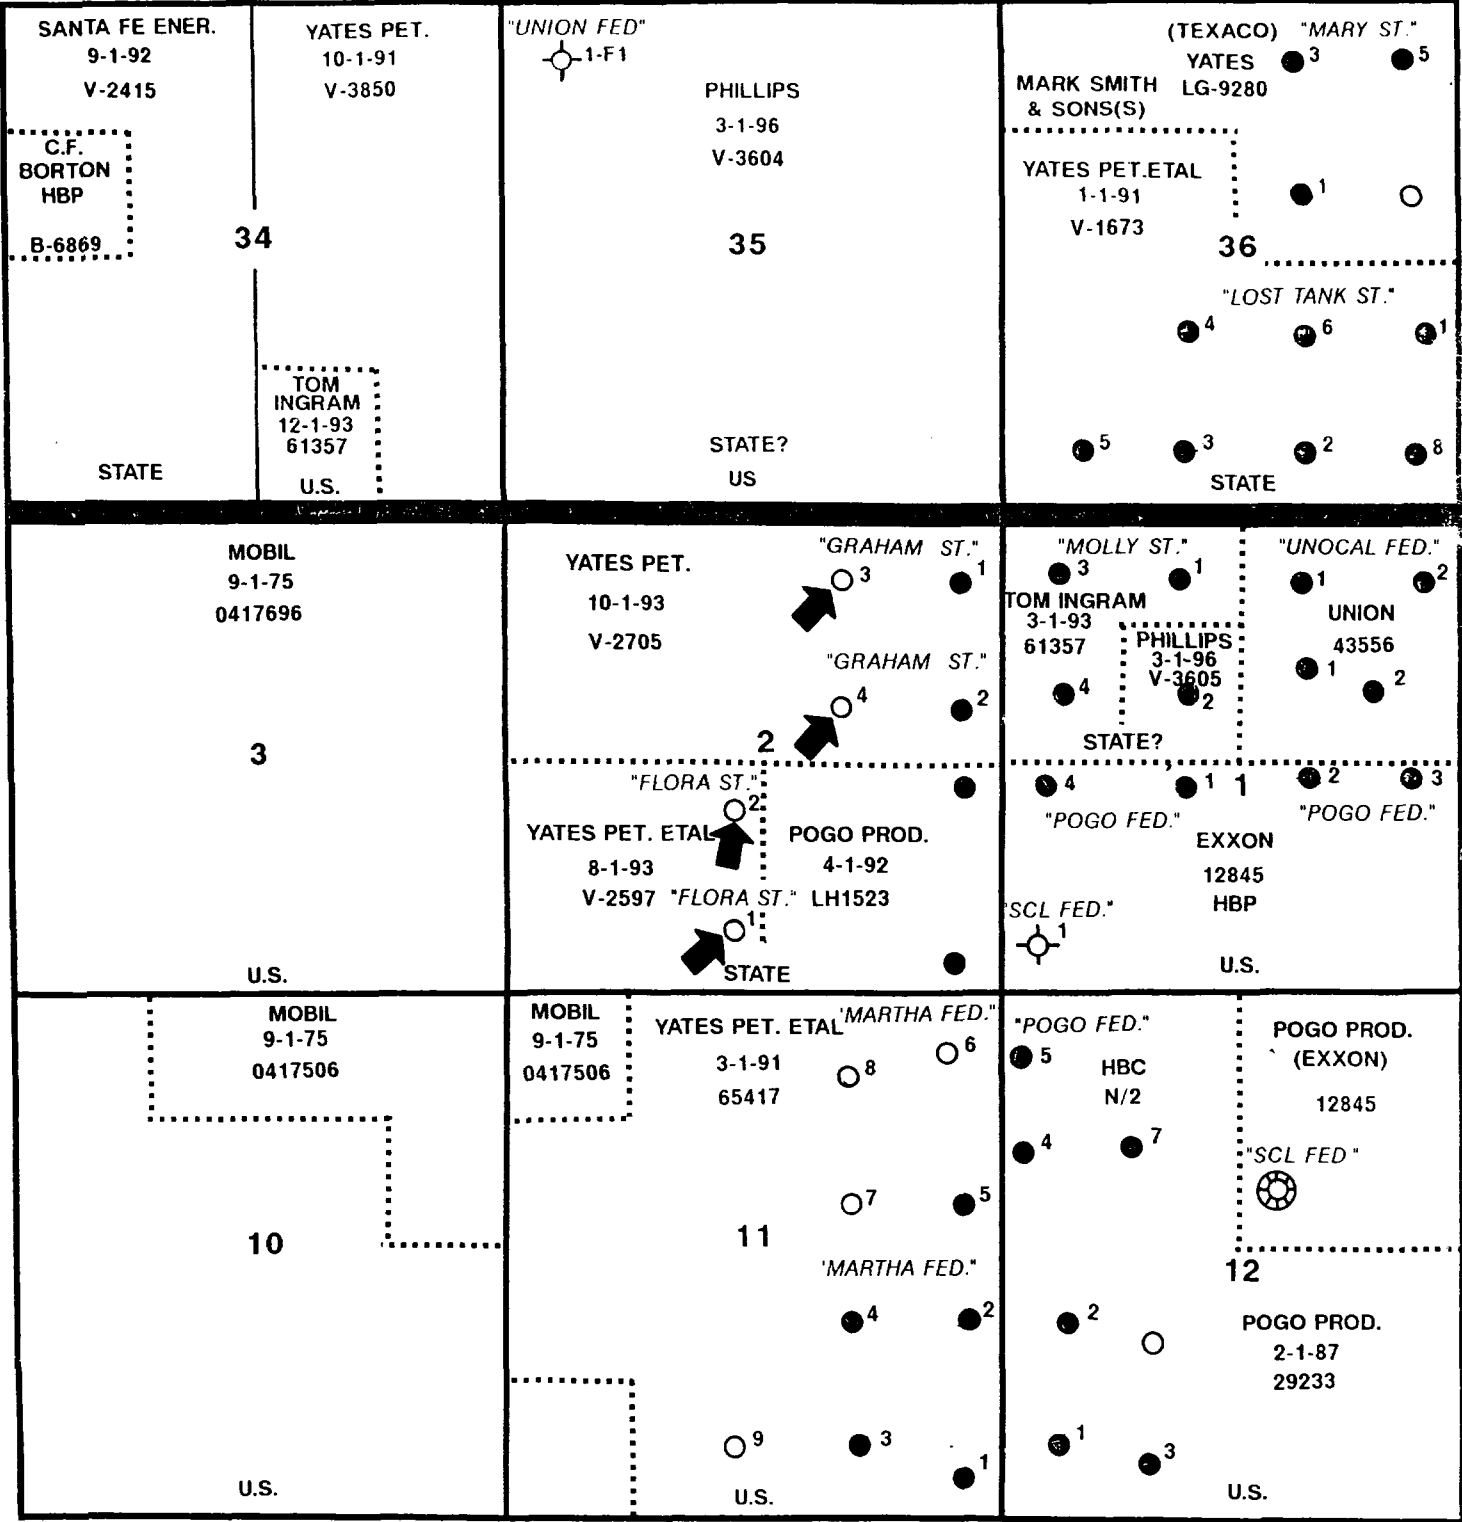 SANTA FE ENER.
9-1-92
V-2415
C.F.
BORTON
HBP
B-6869
34
STATE
YATES PET.
10-1-91
V-3850
TOM
INGRAM
12-1-93
61357
U.S.
"UNION FED"
1-F1
PHILLIPS
3-1-96
V-3604
35
STATE?
US
(TEXACO) "MARY ST."
YATES 3 5
MARK SMITH LG-9280
& SONS(S)
YATES PET.ETAL
1-1-91 1
V-1673
36
"LOST TANK ST."
4 6 1
5 3 2 8
STATE
MOBIL
9-1-75
0417696
3
U.S.
YATES PET.
10-1-93
V-2705
"GRAHAM ST."
3 1
"GRAHAM ST."
4 2
2
"FLORA ST."
2
YATES PET. ETAL
8-1-93
V-2597 "FLORA ST."
1
POGO PROD.
4-1-92
LH1523
STATE
"MOLLY ST."
3 1
TOM INGRAM
3-1-93
61357
PHILLIPS
3-1-96
V-3605
4 2
STATE?
"UNOCAL FED."
1 2
UNION
43556
1 2
4 1 1 2 3
"POGO FED." "POGO FED."
EXXON
12845
HBP
"SCL FED."
1
U.S.
MOBIL
9-1-75
0417506
10
U.S.
MOBIL
9-1-75
0417506
YATES PET. ETAL 'MARTHA FED."
3-1-91 8 6
65417
7 5
11
'MARTHA FED."
4 2
9 3 1
U.S.
"POGO FED."
5 HBC
N/2
4 7
POGO PROD.
(EXXON)
12845
"SCL FED"
12
2
POGO PROD.
2-1-87
29233
1 3
U.S.